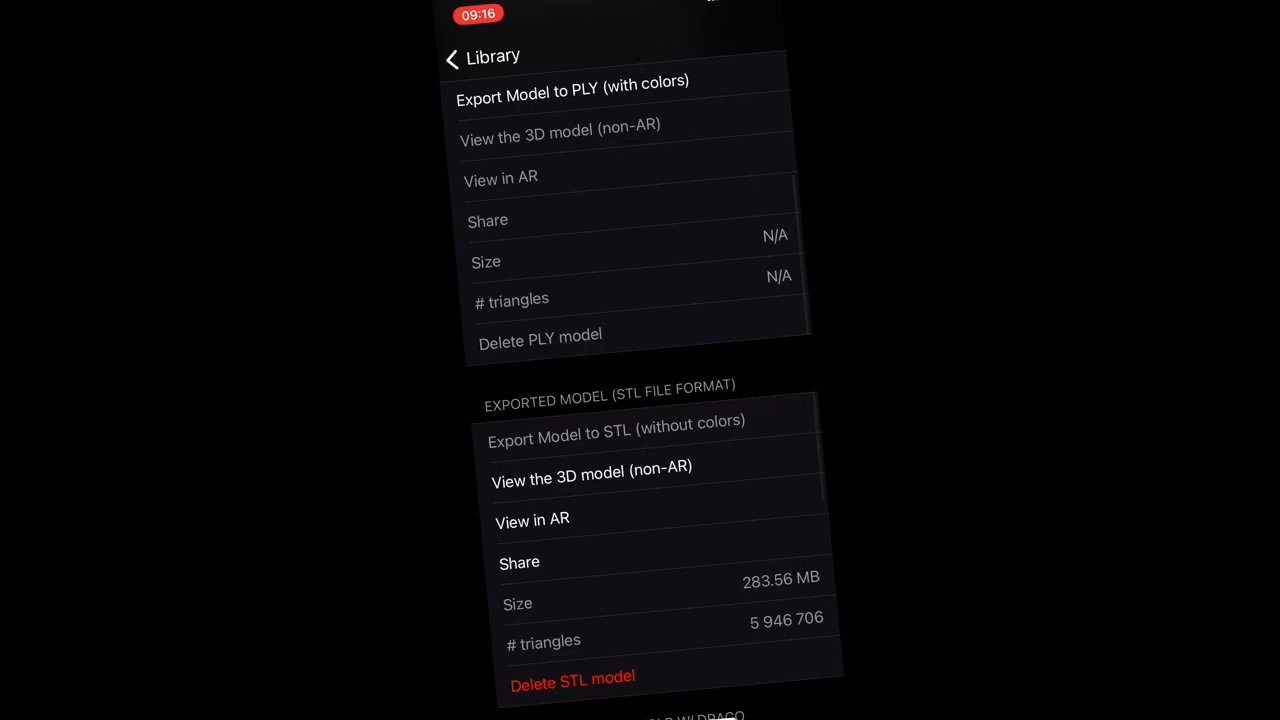 09:16
Library
Export Model to PLY (with colors)
View the 3D model (non-AR)
View in AR
Share
Size N/A
# triangles N/A
Delete PLY model
EXPORTED MODEL (STL FILE FORMAT)
Export Model to STL (without colors)
View the 3D model (non-AR)
View in AR
Share
Size 283.56 MB
# triangles 5 946 706
Delete STL model